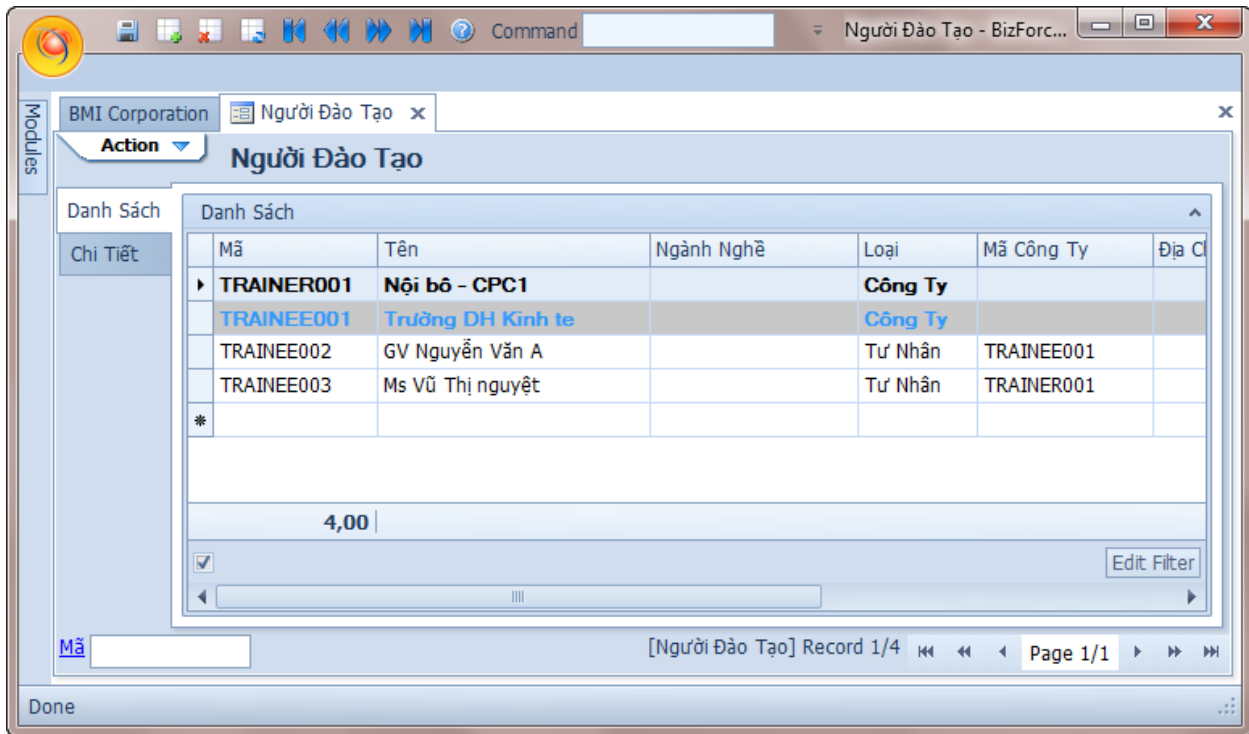 Command Người Đào Tạo - BizForc...
Modules
BMI Corporation Người Đào Tạo
Action
Người Đào Tạo
Danh Sách
Chi Tiết
Danh Sách
Mã Tên Ngành Nghề Loại Mã Công Ty Địa C
TRAINER001 Nội bô - CPC1 Công Ty
TRAINEE001 Trường DH Kinh te Công Ty
TRAINEE002 GV Nguyễn Văn A Tư Nhân TRAINEE001
TRAINEE003 Ms Vũ Thị nguyệt Tư Nhân TRAINER001
4,00
Edit Filter
Mã [Người Đào Tạo] Record 1/4 Page 1/1
Done